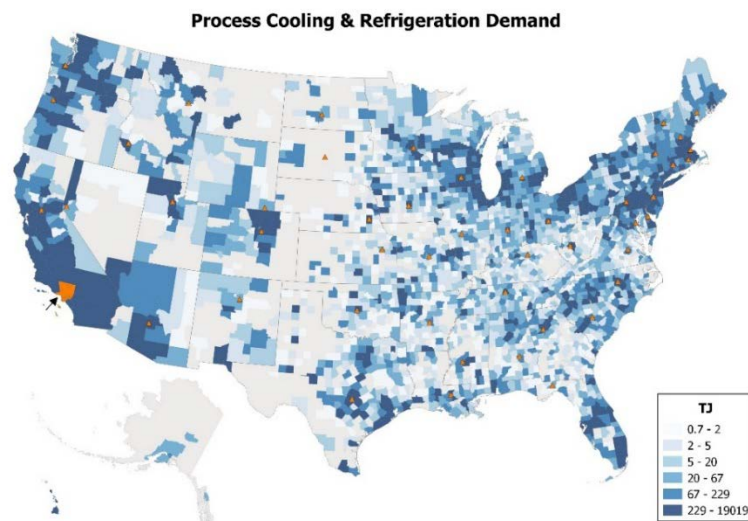 Process Cooling & Refrigeration Demand
TJ
0.7 - 2
2 - 5
5 - 20
20 - 67
67 - 229
229 - 19019